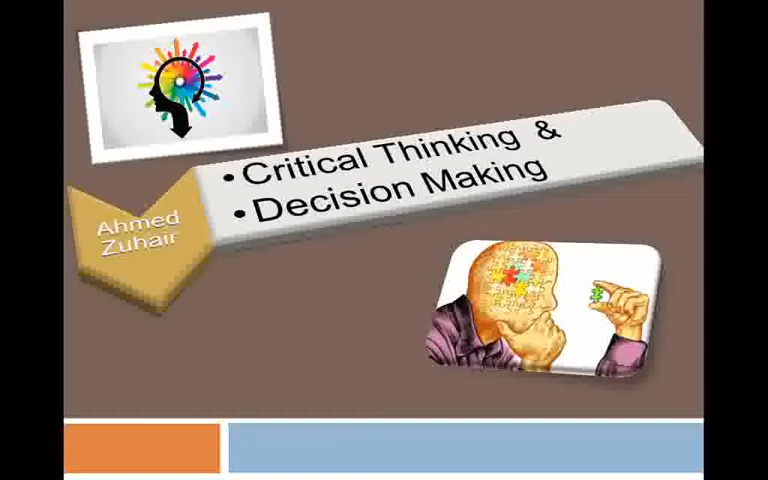 • Critical Thinking &
• Decision Making
Ahmed
Zuhair